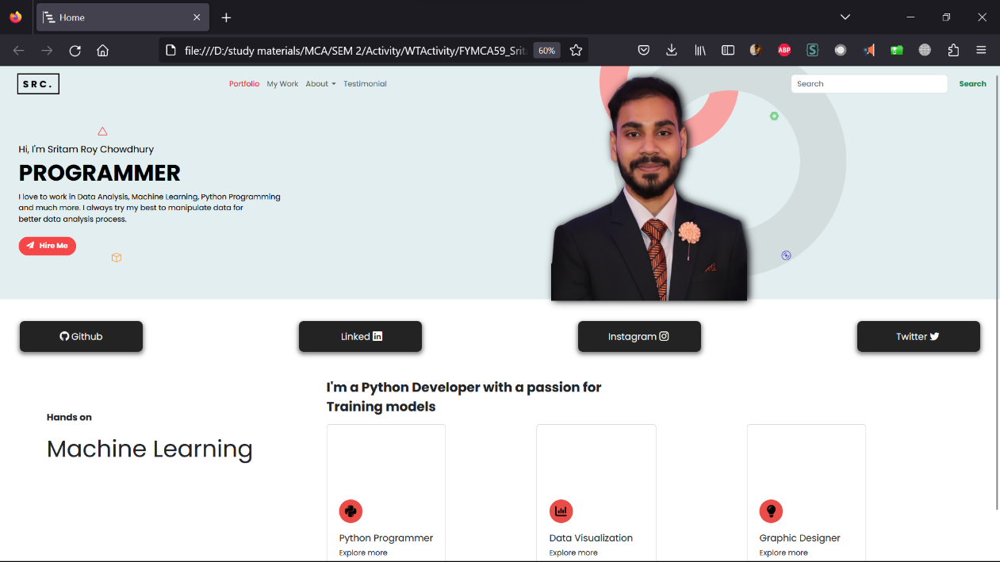 Home
file:///D:/study materials/MCA/SEM 2/Activity/WTActivity/FYMCA59_Srita
60%
ABP
S
SRC.
Portfolio
My Work
About
Testimonial
Search
Search
Hi, I'm Sritam Roy Chowdhury
PROGRAMMER
I love to work in Data Analysis, Machine Learning, Python Programming
and much more. I always try my best to manipulate data for
better data analysis process.
Hire Me
Github
Linked in
Instagram
Twitter
I'm a Python Developer with a passion for
Training models
Hands on
Machine Learning
Python Programmer
Explore more
Data Visualization
Explore more
Graphic Designer
Explore more